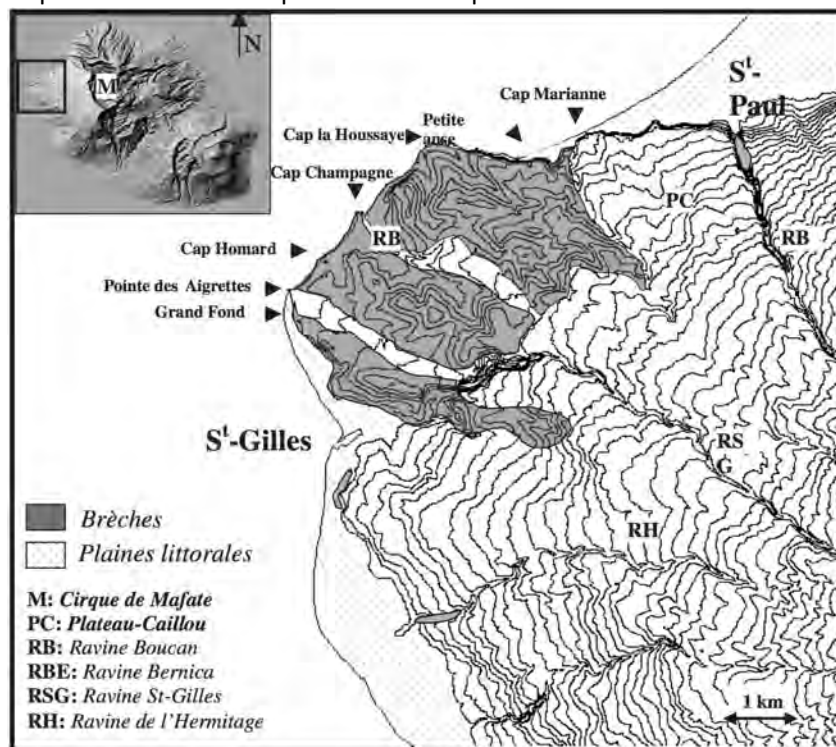 N
M
S^t-
Paul
Cap Marianne
Petite
anse
Cap la Houssaye
Cap Champagne
PC
RB
RB
Cap Homard
Pointe des Aigrettes
Grand Fond
S^t-Gilles
RS
G
RH
Brèches
Plaines littorales
M: Cirque de Mafate
PC: Plateau-Caillou
RB: Ravine Boucan
RBE: Ravine Bernica
RSG: Ravine St-Gilles
RH: Ravine de l'Hermitage
1 km